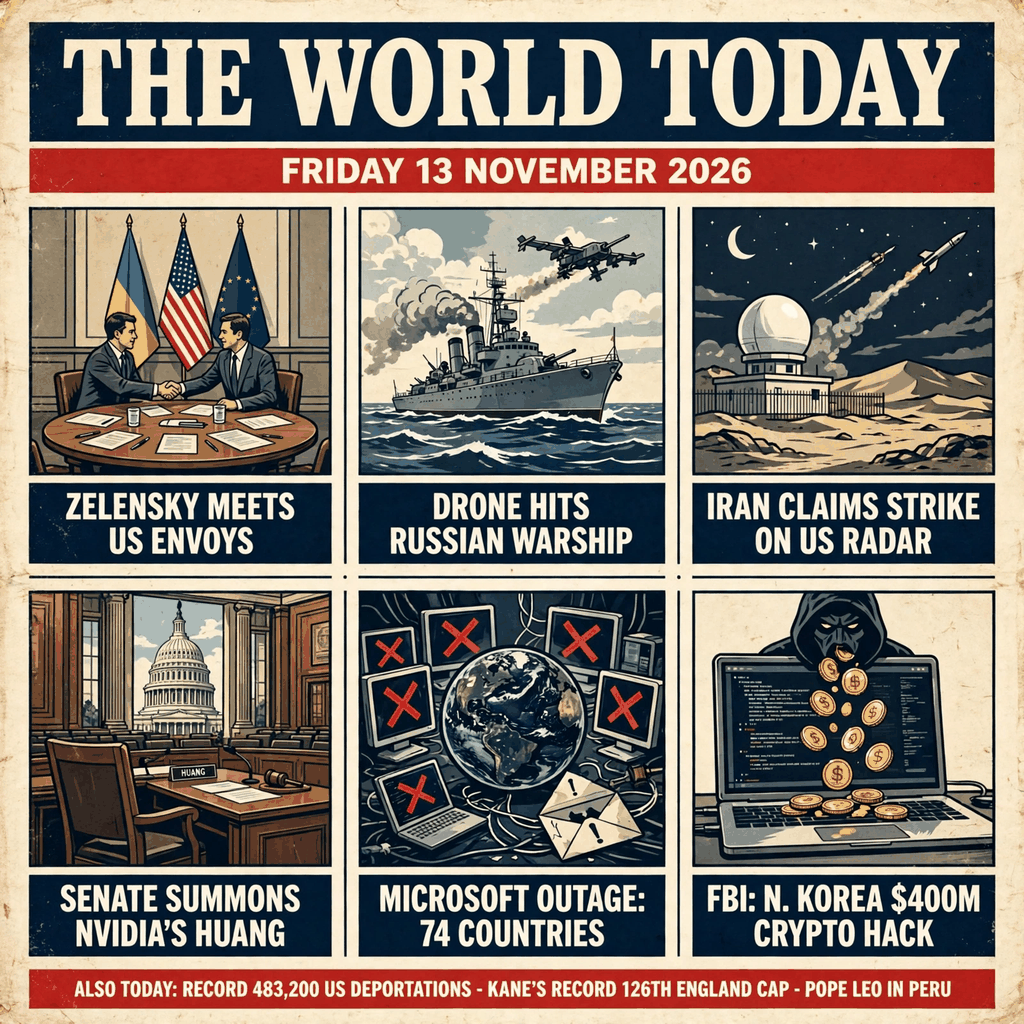 THE WORLD TODAY
FRIDAY 13 NOVEMBER 2026
ZELENSKY MEETS
US ENVOYS
DRONE HITS
RUSSIAN WARSHIP
IRAN CLAIMS STRIKE
ON US RADAR
HUANG
SENATE SUMMONS
NVIDIA'S HUANG
MICROSOFT OUTAGE:
74 COUNTRIES
FBI: N. KOREA $400M
CRYPTO HACK
ALSO TODAY: RECORD 483,200 US DEPORTATIONS - KANE'S RECORD 126TH ENGLAND CAP - POPE LEO IN PERU